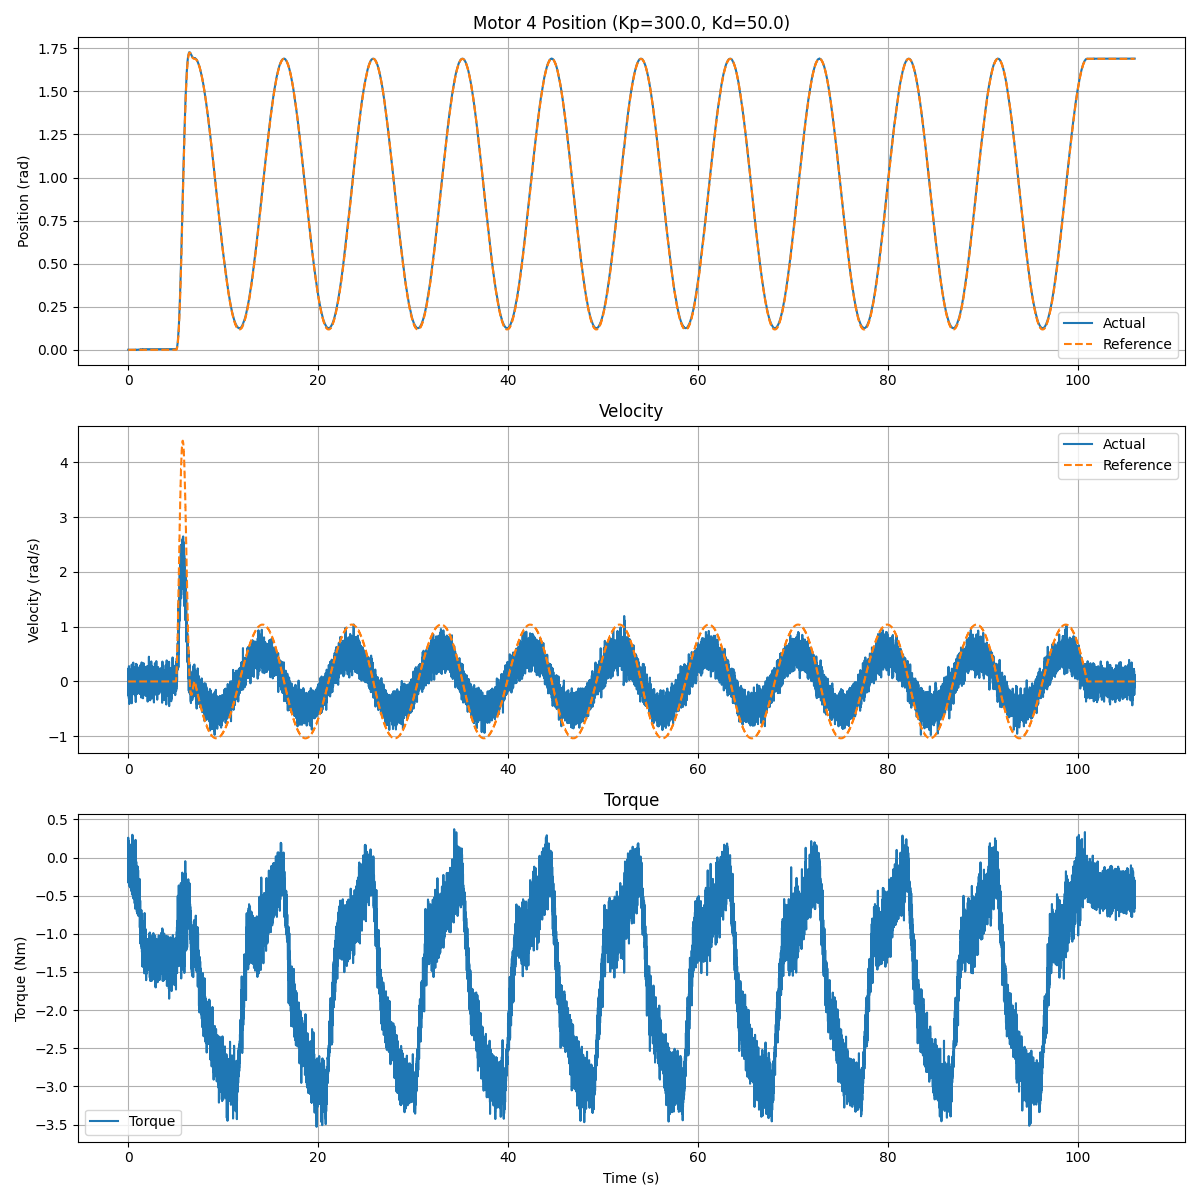 Motor 4 Position (Kp=300.0, Kd=50.0)
1.75
1.50
1.25
1.00
0.75
0.50
0.25
0.00
Position (rad)
Actual
Reference
0 20 40 60 80 100
Velocity
4
3
2
1
0
−1
Velocity (rad/s)
Actual
Reference
0 20 40 60 80 100
Torque
0.5
0.0
−0.5
−1.0
−1.5
−2.0
−2.5
−3.0
−3.5
Torque (Nm)
Torque
0 20 40 60 80 100
Time (s)